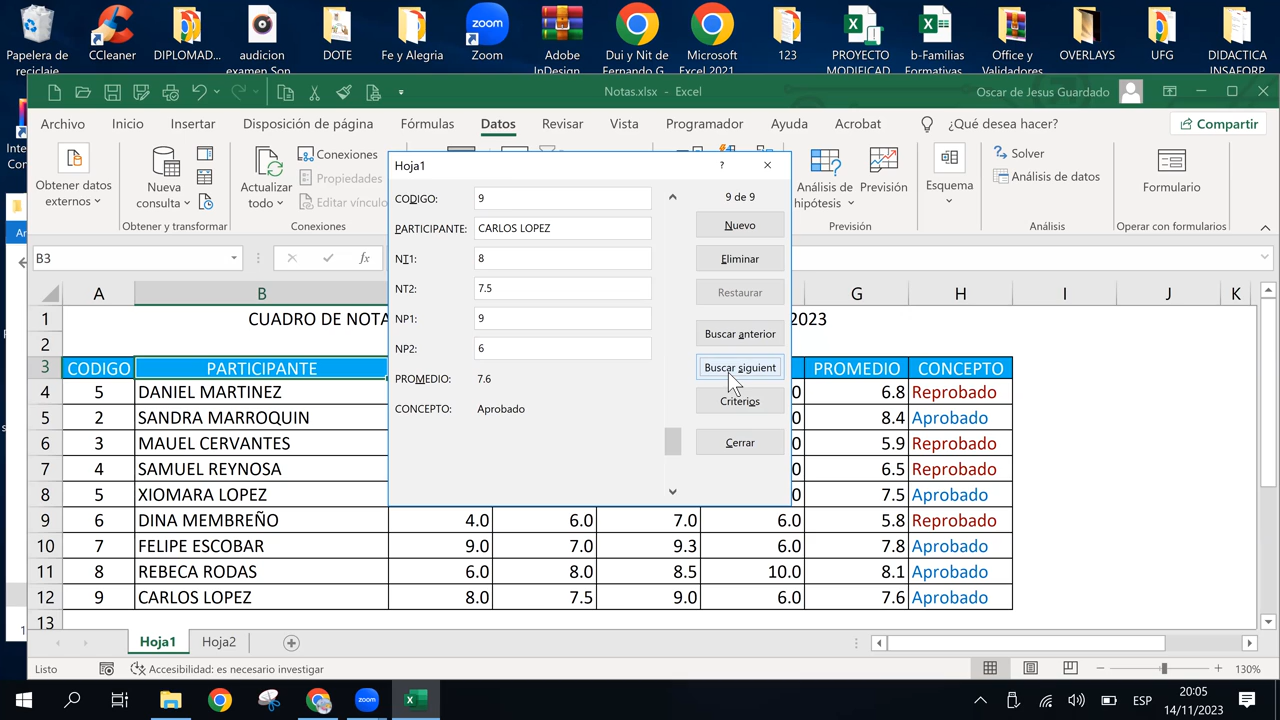 Papelera de reciclaje
CCleaner
DIPLOMAD...
audicion examen Son
DOTE
Fe y Alegria
zoom
Zoom
Adobe InDesign
Dui y Nit de Fernando G
Microsoft Excel 2021
123
PROYECTO MODIFICAD
b-Familias Formativas
Office y Validadores
OVERLAYS
UFG
DIDACTICA INSAFORP
Notas.xlsx - Excel
Oscar de Jesus Guardado
Archivo Inicio Insertar Disposición de página Fórmulas Datos Revisar Vista Programador Ayuda Acrobat ¿Qué desea hacer? Compartir
Obtener datos externos
Nueva consulta
Actualizar todo
Conexiones
Propiedades
Editar vínculo
Análisis de hipótesis
Previsión
Esquema
Solver
Análisis de datos
Formulario
Obtener y transformar
Conexiones
Previsión
Análisis
Operar con formularios
B3
fx
Hoja1 ?
9 de 9
CODIGO: 9
PARTICIPANTE: CARLOS LOPEZ
NT1: 8
NT2: 7.5
NP1: 9
NP2: 6
PROMEDIO: 7.6
CONCEPTO: Aprobado
Nuevo
Eliminar
Restaurar
Buscar anterior
Buscar siguient
Criterios
Cerrar
A B G H I J K
1 CUADRO DE NOTA 2023
2
3 CODIGO PARTICIPANTE PROMEDIO CONCEPTO
4 5 DANIEL MARTINEZ 0 6.8 Reprobado
5 2 SANDRA MARROQUIN 8.4 Aprobado
6 3 MAUEL CERVANTES 0 5.9 Reprobado
7 4 SAMUEL REYNOSA 0 6.5 Reprobado
8 5 XIOMARA LOPEZ 0 7.5 Aprobado
9 6 DINA MEMBREÑO 4.0 6.0 7.0 6.0 5.8 Reprobado
10 7 FELIPE ESCOBAR 9.0 7.0 9.3 6.0 7.8 Aprobado
11 8 REBECA RODAS 6.0 8.0 8.5 10.0 8.1 Aprobado
12 9 CARLOS LOPEZ 8.0 7.5 9.0 6.0 7.6 Aprobado
13
Hoja1 Hoja2
Listo Accesibilidad: es necesario investigar 130%
ESP
20:05
14/11/2023